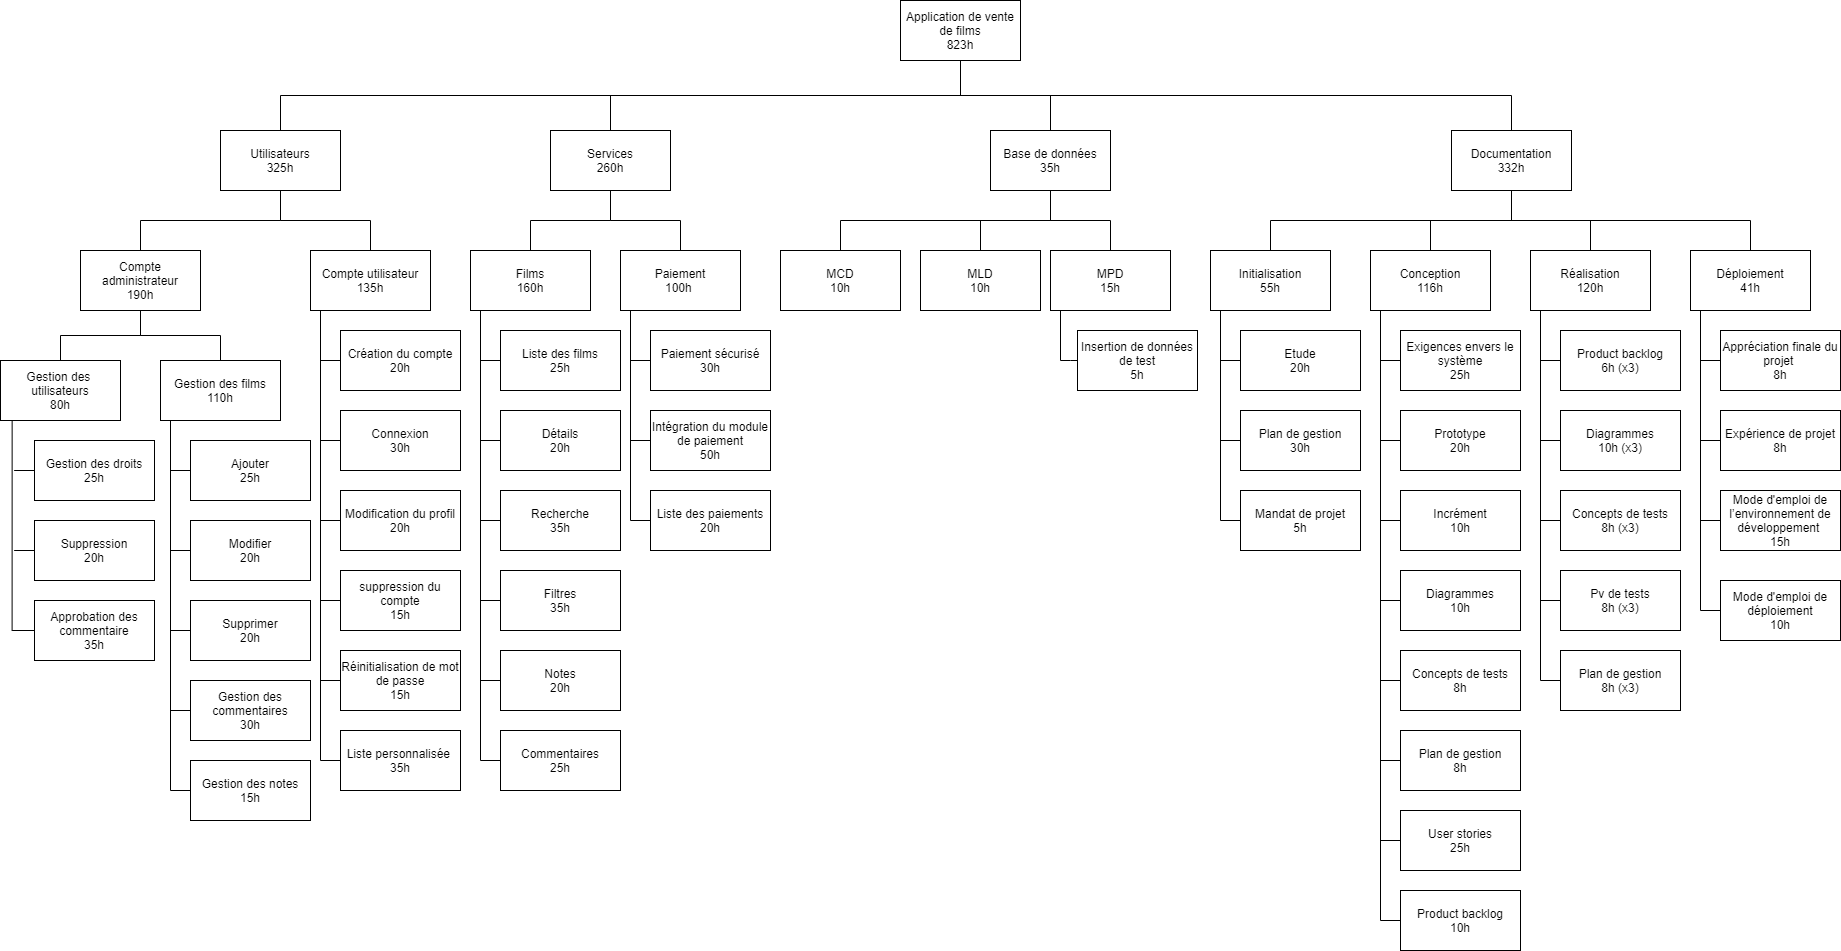 Application de vente
de films
823h
Utilisateurs
325h
Services
260h
Base de données
35h
Documentation
332h
Compte
administrateur
190h
Compte utilisateur
135h
Films
160h
Paiement
100h
MCD
10h
MLD
10h
MPD
15h
Initialisation
55h
Conception
116h
Réalisation
120h
Déploiement
41h
Gestion des
utilisateurs
80h
Gestion des films
110h
Gestion des droits
25h
Suppression
20h
Approbation des
commentaire
35h
Ajouter
25h
Modifier
20h
Supprimer
20h
Gestion des
commentaires
30h
Gestion des notes
15h
Création du compte
20h
Connexion
30h
Modification du profil
20h
suppression du
compte
15h
Réinitialisation de mot
de passe
15h
Liste personnalisée
35h
Liste des films
25h
Détails
20h
Recherche
35h
Filtres
35h
Notes
20h
Commentaires
25h
Paiement sécurisé
30h
Intégration du module
de paiement
50h
Liste des paiements
20h
Insertion de données
de test
5h
Etude
20h
Plan de gestion
30h
Mandat de projet
5h
Exigences envers le
système
25h
Prototype
20h
Incrément
10h
Diagrammes
10h
Concepts de tests
8h
Plan de gestion
8h
User stories
25h
Product backlog
10h
Product backlog
6h (x3)
Diagrammes
10h (x3)
Concepts de tests
8h (x3)
Pv de tests
8h (x3)
Plan de gestion
8h (x3)
Appréciation finale du
projet
8h
Expérience de projet
8h
Mode d'emploi de
l'environnement de
développement
15h
Mode d'emploi de
déploiement
10h